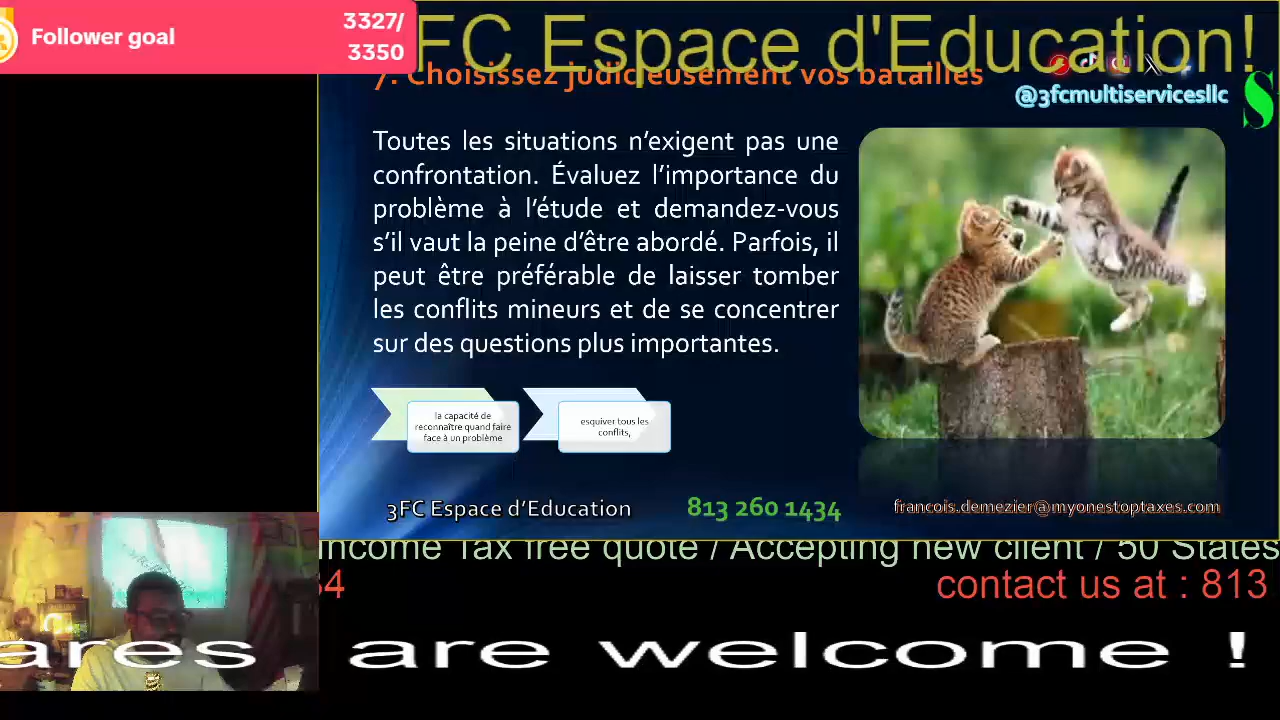 Follower goal
3327/
3350
3FC Espace d'Education!
7. Choisissez judicieusement vos batailles
@3fcmultiservicesllc
S
Toutes les situations n'exigent pas une
confrontation. Évaluez l'importance du
problème à l'étude et demandez-vous
s'il vaut la peine d'être abordé. Parfois, il
peut être préférable de laisser tomber
les conflits mineurs et de se concentrer
sur des questions plus importantes.
la capacité de
reconnaître quand faire
face à un problème
esquiver tous les
conflits,
3FC Espace d'Education
813 260 1434
francois.demezier@myonestoptaxes.com
Income Tax free quote / Accepting new client / 50 States
34
contact us at : 813
ares are welcome !